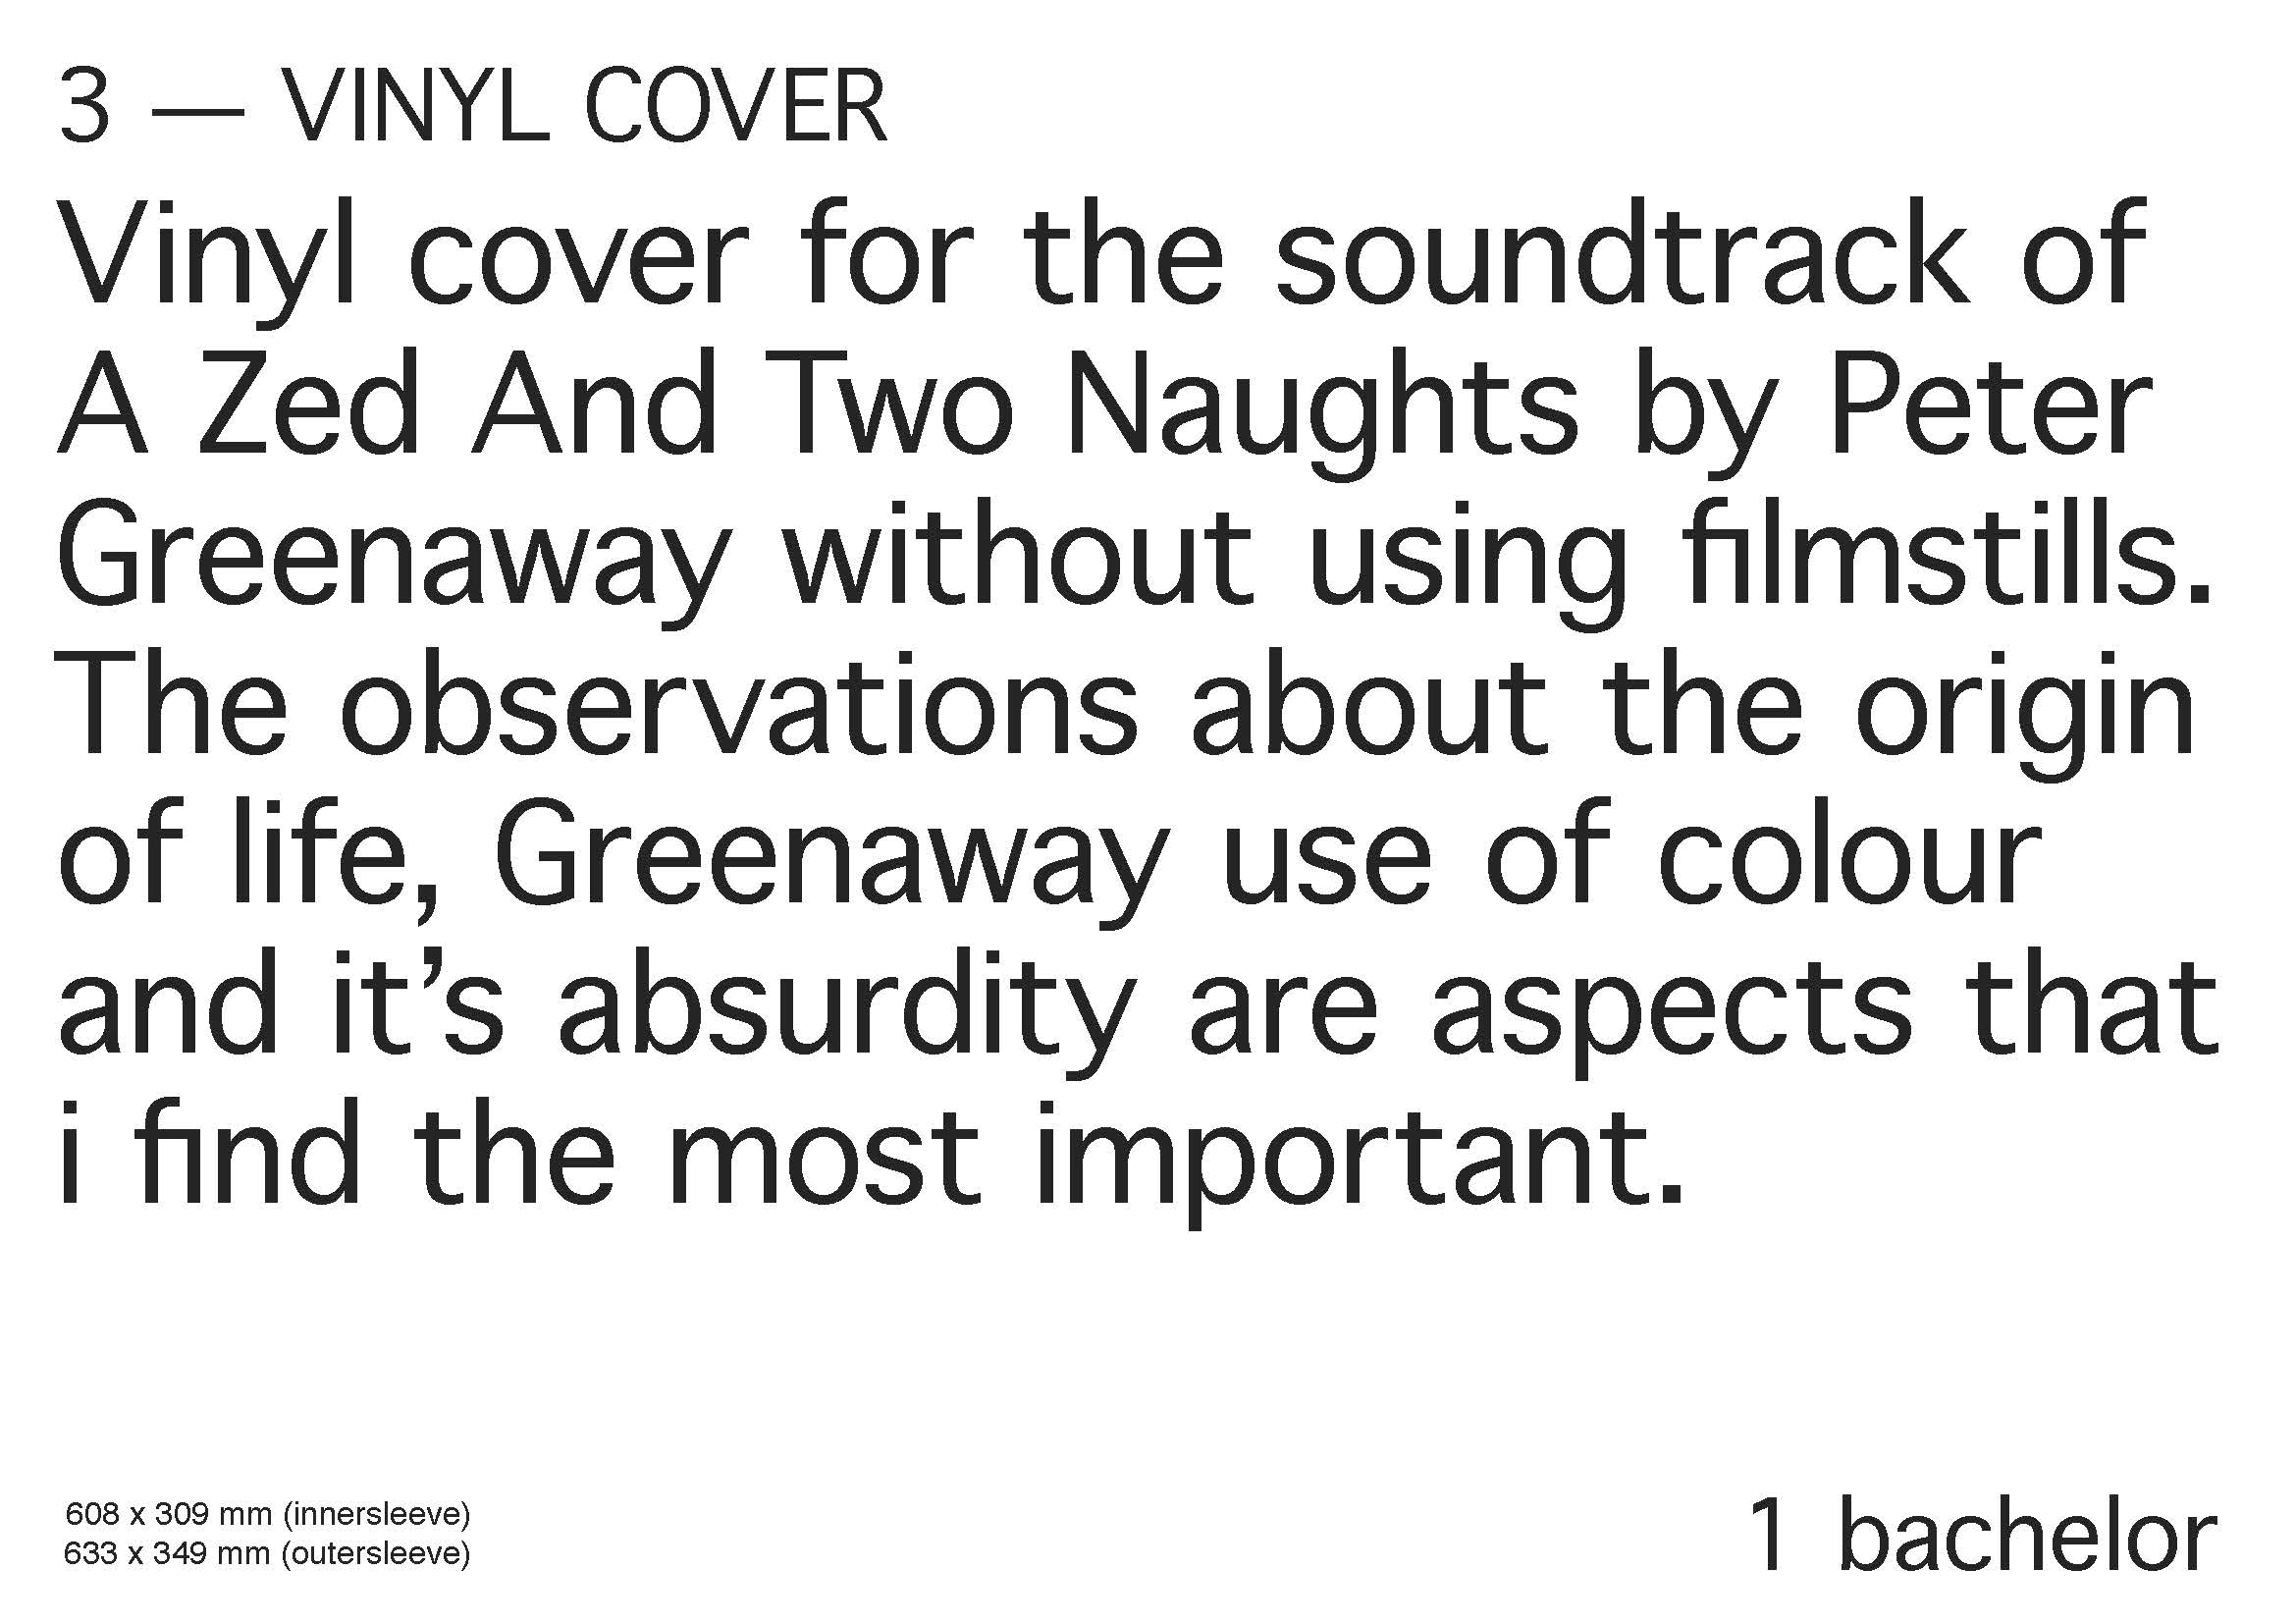 3 — VINYL COVER
Vinyl cover for the soundtrack of
A Zed And Two Naughts by Peter
Greenaway without using filmstills.
The observations about the origin
of life, Greenaway use of colour
and it’s absurdity are aspects that
i find the most important.
608 x 309 mm (innersleeve)
633 x 349 mm (outersleeve)
1 bachelor